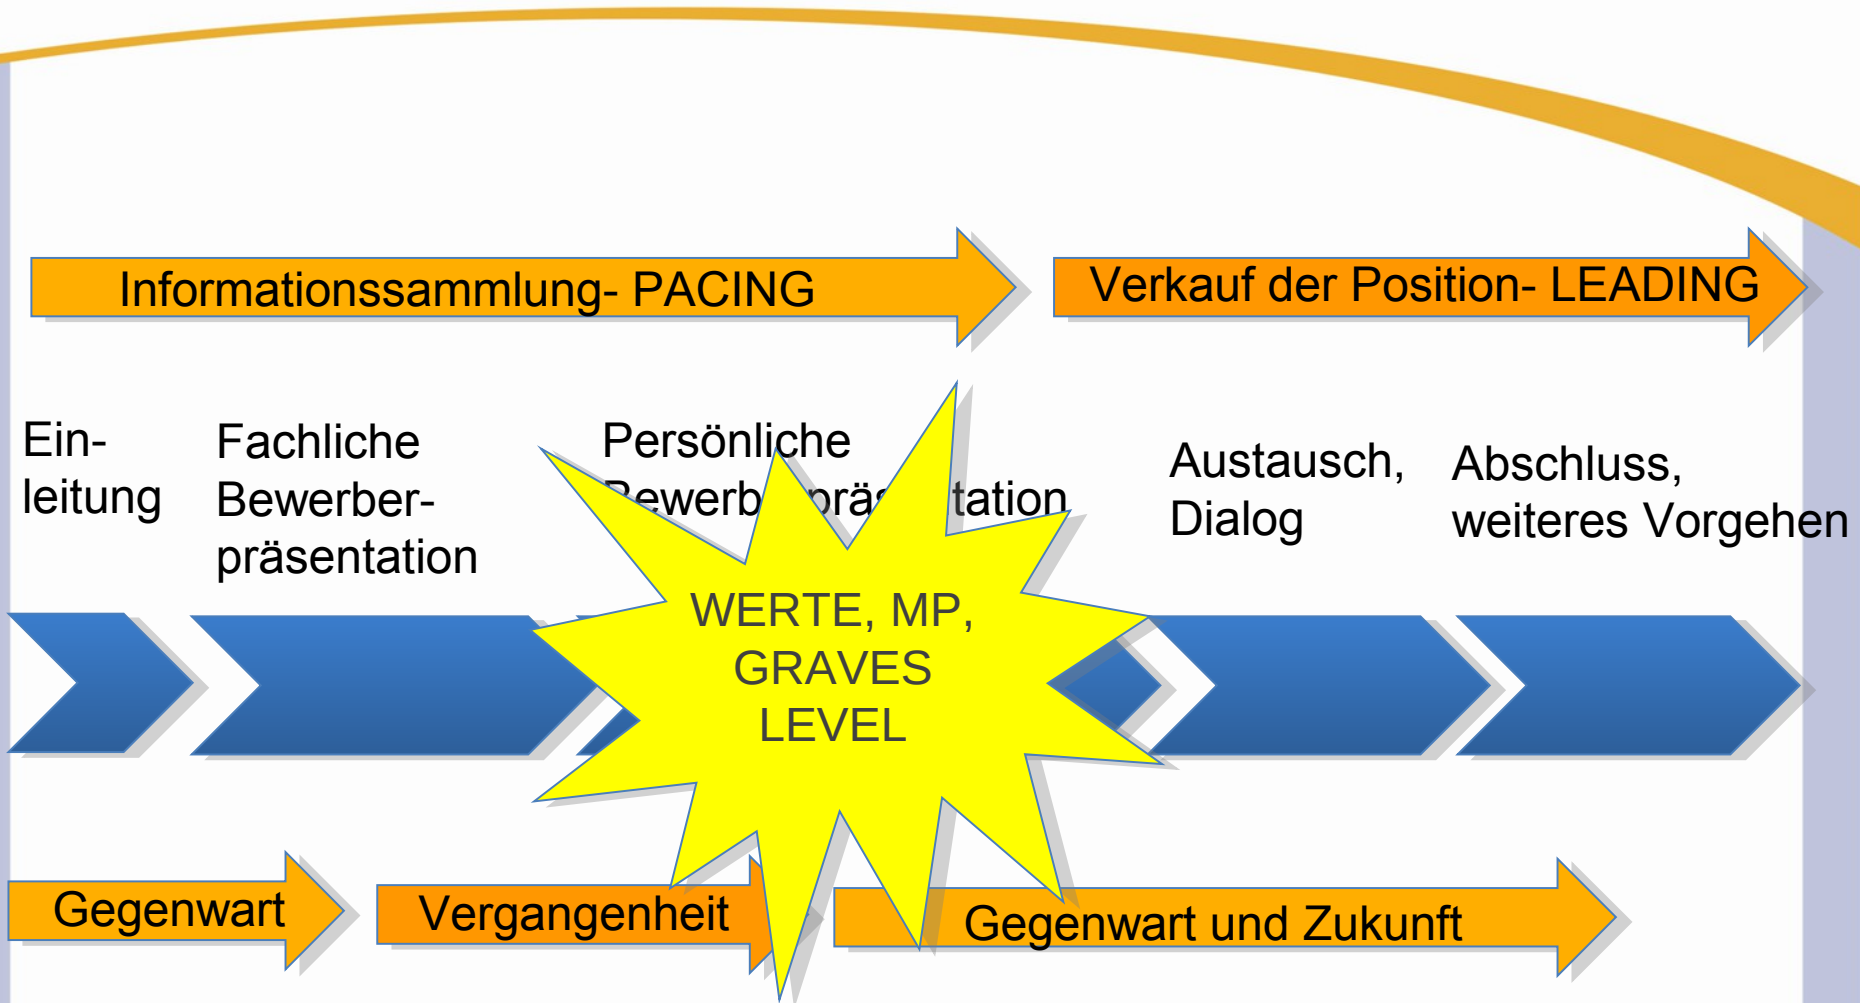 Informationssammlung- PACING
Verkauf der Position- LEADING
Ein-
leitung
Fachliche
Bewerber-
präsentation
Persönliche
tation
Austausch,
Dialog
Abschluss,
weiteres Vorgehen
WERTE, MP,
GRAVES
LEVEL
Gegenwart
Vergangenheit
Gegenwart und Zukunft